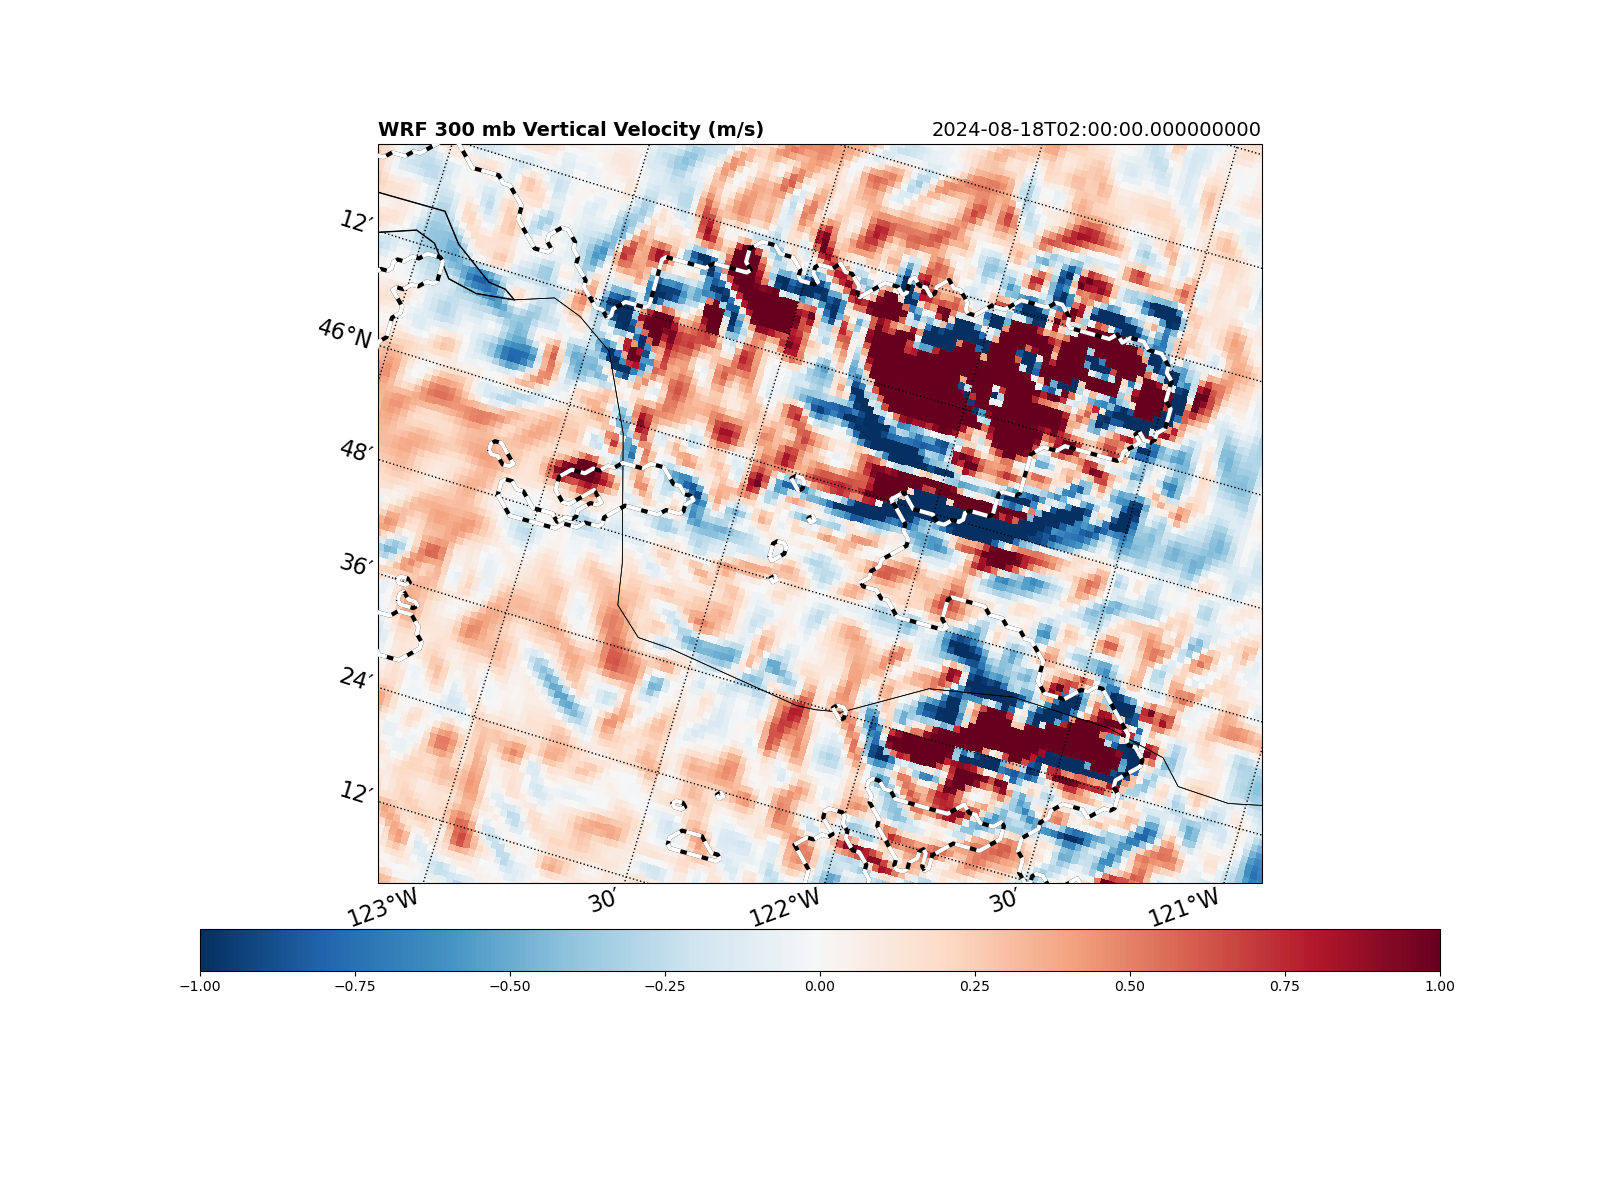 WRF 300 mb Vertical Velocity (m/s) 2024-08-18T02:00:00.000000000
12′
46°N
48′
36′
24′
12′
123°W 30′ 122°W 30′ 121°W
−1.00 −0.75 −0.50 −0.25 0.00 0.25 0.50 0.75 1.00